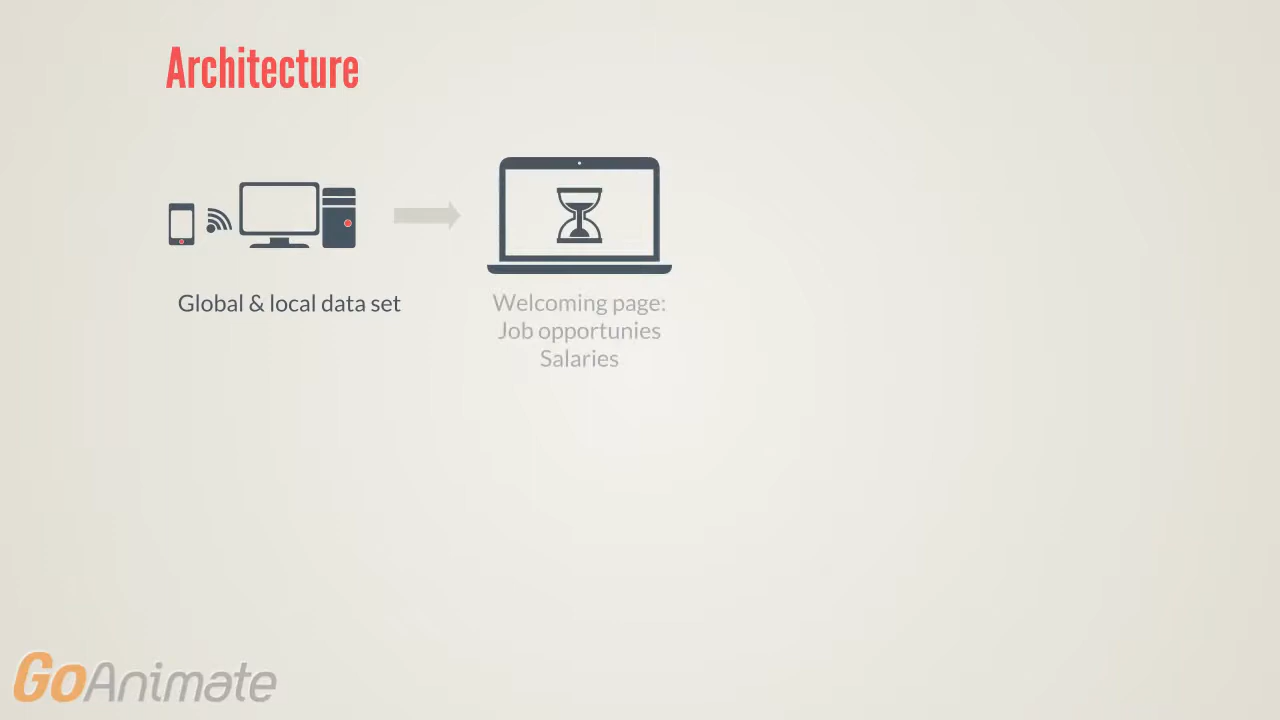 Architecture
Global & local data set
Welcoming page:
Job opportunies
Salaries
GoAnimate